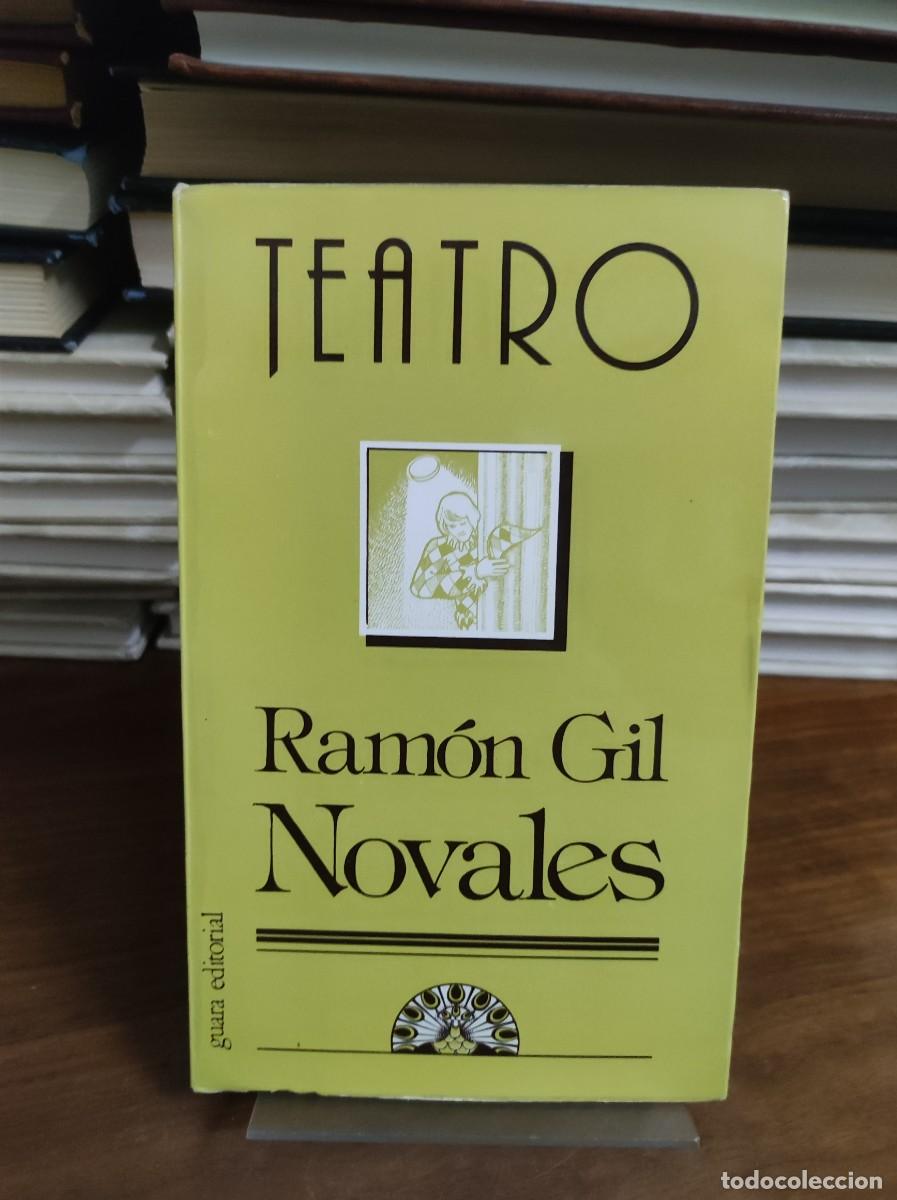 TEATRO
Ramón Gil
Novales
guara editorial
todocoleccion